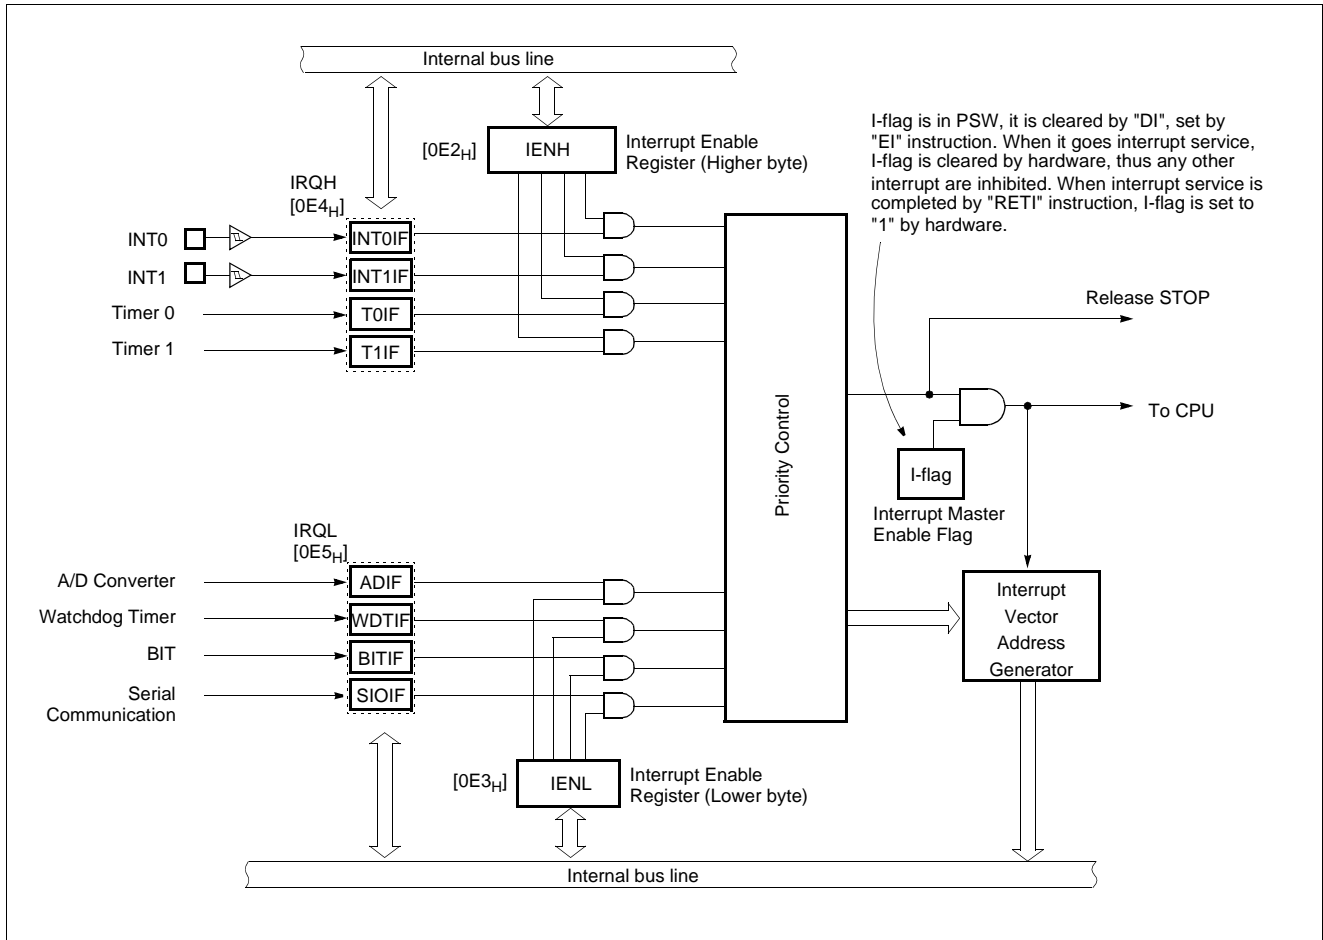 Internal bus line
I-flag is in PSW, it is cleared by "DI", set by
"EI" instruction. When it goes interrupt service,
I-flag is cleared by hardware, thus any other
interrupt are inhibited. When interrupt service is
completed by "RETI" instruction, I-flag is set to
"1" by hardware.
[0E2H]
IENH
Interrupt Enable
Register (Higher byte)
IRQH
[0E4H]
INT0
INT0IF
INT1
INT1IF
Timer 0
T0IF
Timer 1
T1IF
Release STOP
Priority Control
To CPU
I-flag
Interrupt Master
Enable Flag
IRQL
[0E5H]
A/D Converter
ADIF
Watchdog Timer
WDTIF
BIT
BITIF
Serial
Communication
SIOIF
Interrupt
Vector
Address
Generator
[0E3H]
IENL
Interrupt Enable
Register (Lower byte)
Internal bus line